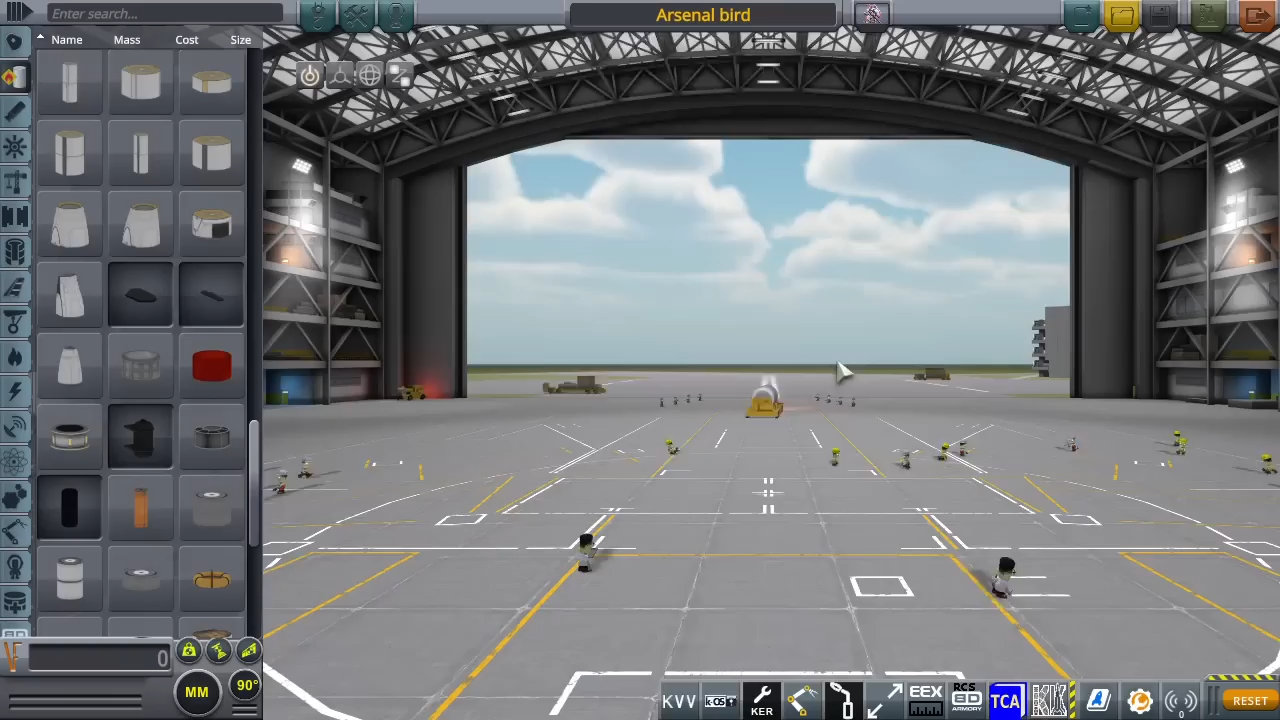 Enter search...
Arsenal bird
Name Mass Cost Size
0
MM
90°
KVV
kOS
KER
EEX
RCS
BD
ARMORY
TCA
KK
A
RESET